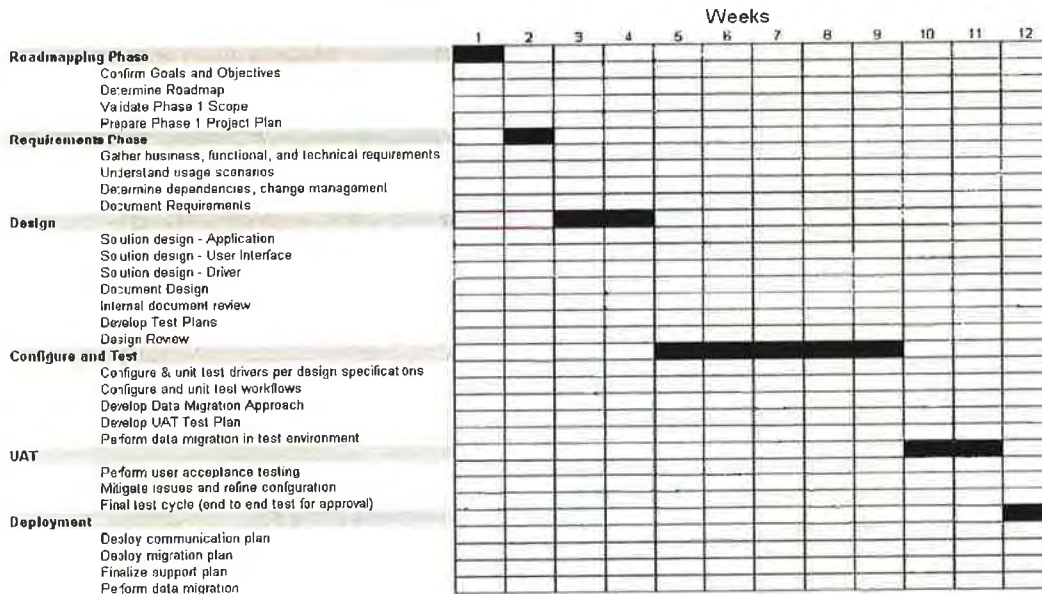 Weeks
1 2 3 4 5 6 7 8 9 10 11 12
Roadmapping Phase
Confirm Goals and Objectives
Determine Roadmap
Validate Phase 1 Scope
Prepare Phase 1 Project Plan
Requirements Phase
Gather business, functional, and technical requirements
Understand usage scenarios
Determine dependencies, change management
Document Requirements
Design
Solution design - Application
Solution design - User Interface
Solution design - Driver
Document Design
Internal document review
Develop Test Plans
Design Review
Configure and Test
Configure & unit test drivers per design specifications
Configure and unit test workflows
Develop Data Migration Approach
Develop UAT Test Plan
Perform data migration in test environment
UAT
Perform user acceptance testing
Mitigate issues and refine configuration
Final test cycle (end to end test for approval)
Deployment
Deploy communication plan
Deploy migration plan
Finalize support plan
Perform data migration